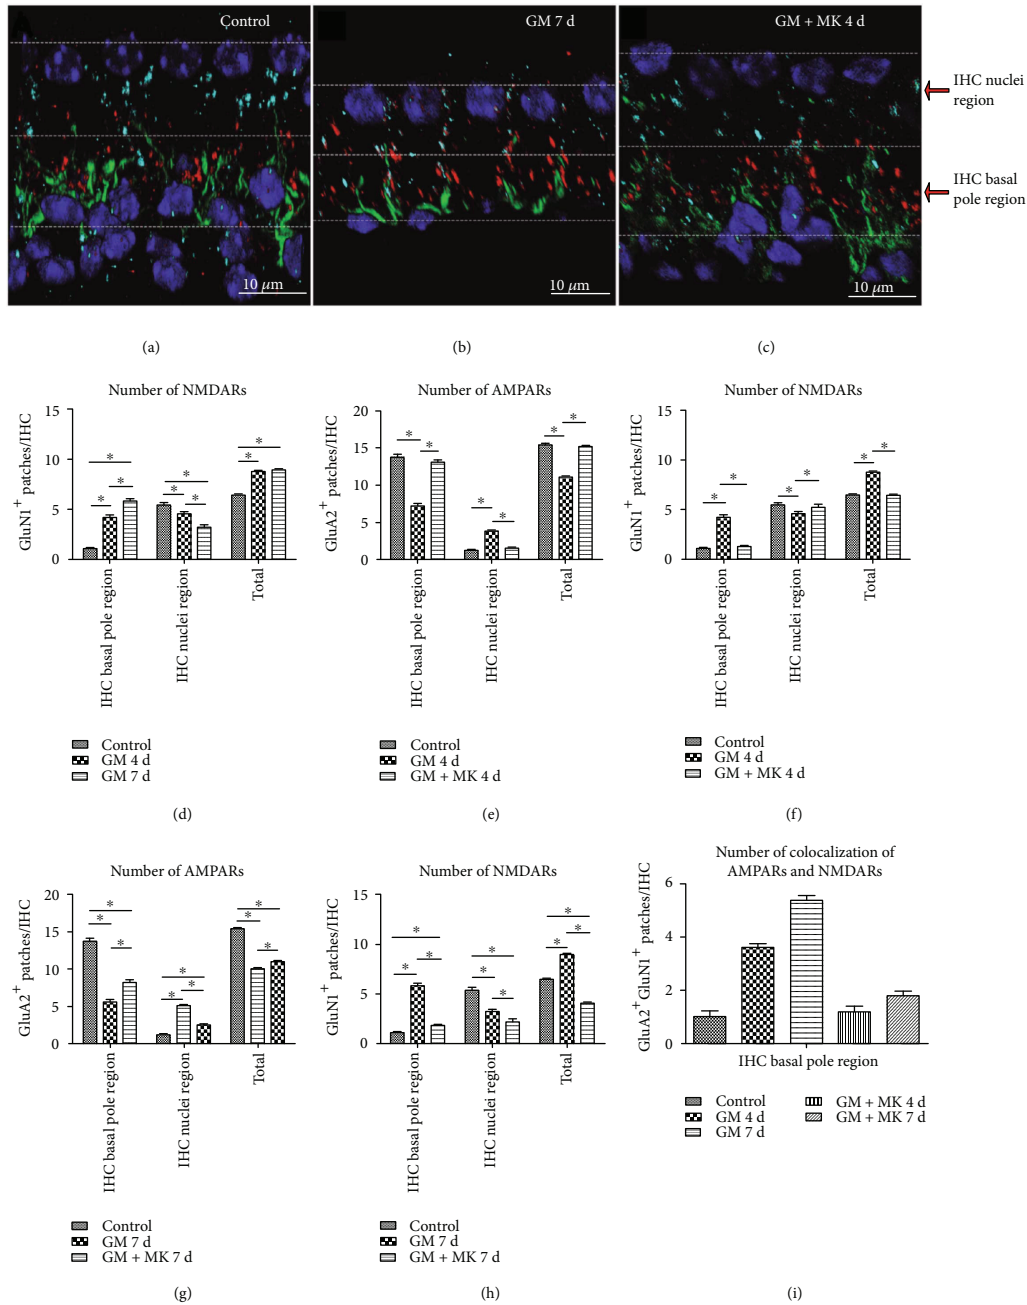 Control
GM 7 d
GM + MK 4 d
IHC nuclei
region
IHC basal
pole region
10 μm
10 μm
10 μm
(a)
(b)
(c)
Number of NMDARs
GluN1+ patches/IHC
15
10
5
0
* * * * * * * *
IHC basal pole region
IHC nuclei region
Total
Control
GM 4 d
GM 7 d
(d)
Number of AMPARs
GluA2+ patches/IHC
20
15
10
5
0
* * * * * *
IHC basal pole region
IHC nuclei region
Total
Control
GM 4 d
GM + MK 4 d
(e)
Number of NMDARs
GluN1+ patches/IHC
15
10
5
0
* * * * * *
IHC basal pole region
IHC nuclei region
Total
Control
GM 4 d
GM + MK 4 d
(f)
Number of AMPARs
GluA2+ patches/IHC
20
15
10
5
0
* * * * * * * * *
IHC basal pole region
IHC nuclei region
Total
Control
GM 7 d
GM + MK 7 d
(g)
Number of NMDARs
GluN1+ patches/IHC
15
10
5
0
* * * * * * * * *
IHC basal pole region
IHC nuclei region
Total
Control
GM 7 d
GM + MK 7 d
(h)
Number of colocalization of
AMPARs and NMDARs
GluA2+GluN1+ patches/IHC
6
4
2
0
IHC basal pole region
Control
GM 4 d
GM 7 d
GM + MK 4 d
GM + MK 7 d
(i)